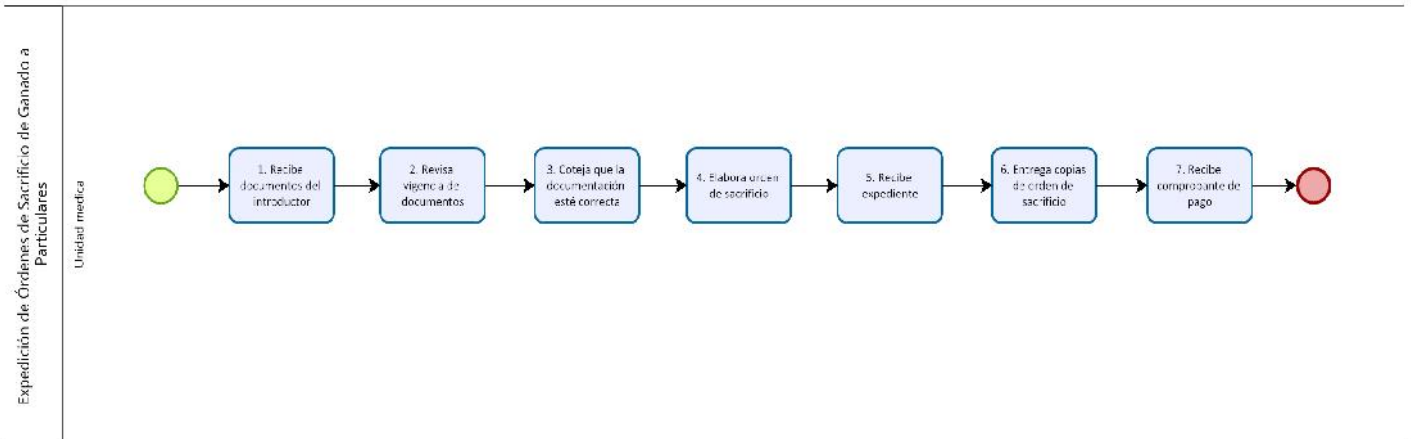 Expedición de Órdenes de Sacrificio de Ganado a
Particulares
Unidad medica
1. Recibe
documentos del
introductor
2. Revisa
vigencia de
documentos
3. Coteja que la
documentación
esté correcta
4. Elabora orden
de sacrificio
5. Recibe
expediente
6. Entrega copias
de orden de
sacrificio
7. Recibe
comprobante de
pago